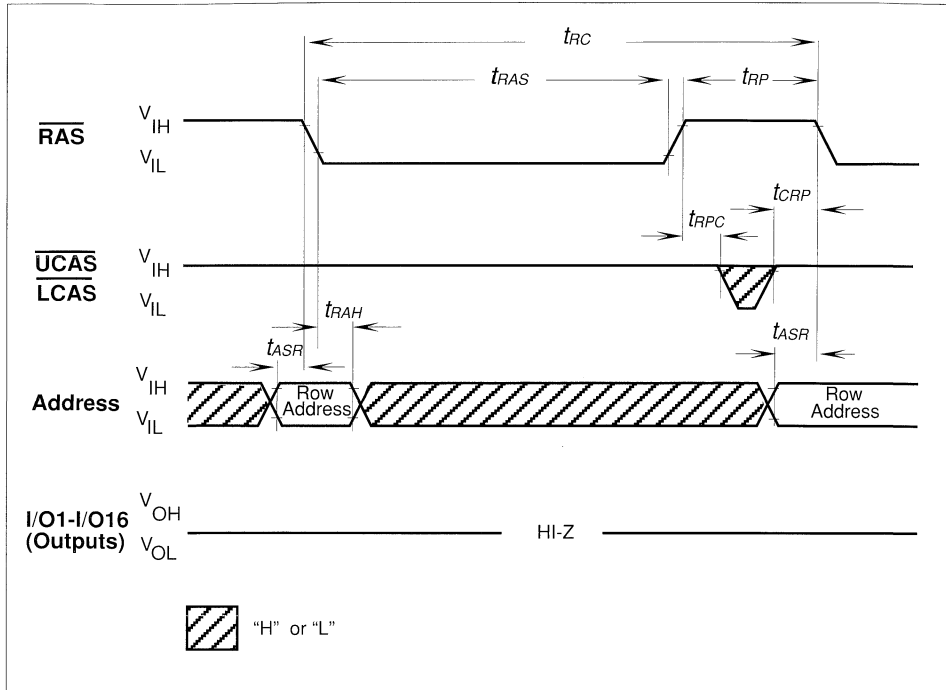 tRC
tRAS
tRP
RAS
VIH
VIL
tCRP
tRPC
UCAS
LCAS
VIH
VIL
tRAH
tASR
tASR
Address
VIH
VIL
Row
Address
Row
Address
I/O1-I/O16
(Outputs)
VOH
VOL
HI-Z
“H” or “L”